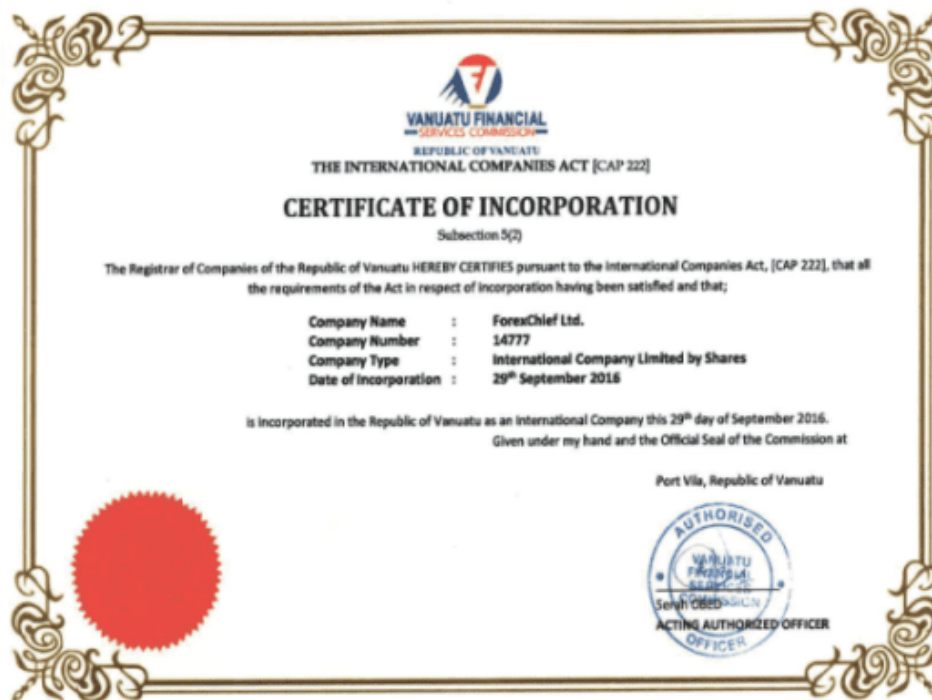 VANUATU FINANCIAL
SERVICES COMMISSION
REPUBLIC OF VANUATU
THE INTERNATIONAL COMPANIES ACT [CAP 222]
CERTIFICATE OF INCORPORATION
Subsection 5(2)
The Registrar of Companies of the Republic of Vanuatu HEREBY CERTIFIES pursuant to the International Companies Act, [CAP 222], that all
the requirements of the Act in respect of incorporation having been satisfied and that;
Company Name : ForexChief Ltd.
Company Number : 14777
Company Type : International Company Limited by Shares
Date of Incorporation : 29th September 2016
is incorporated in the Republic of Vanuatu as an International Company this 29th day of September 2016.
Given under my hand and the Official Seal of the Commission at
Port Vila, Republic of Vanuatu
AUTHORISED
VANUATU
FINANCIAL
SERVICES
COMMISSION
OBED
ACTING AUTHORIZED OFFICER
OFFICER